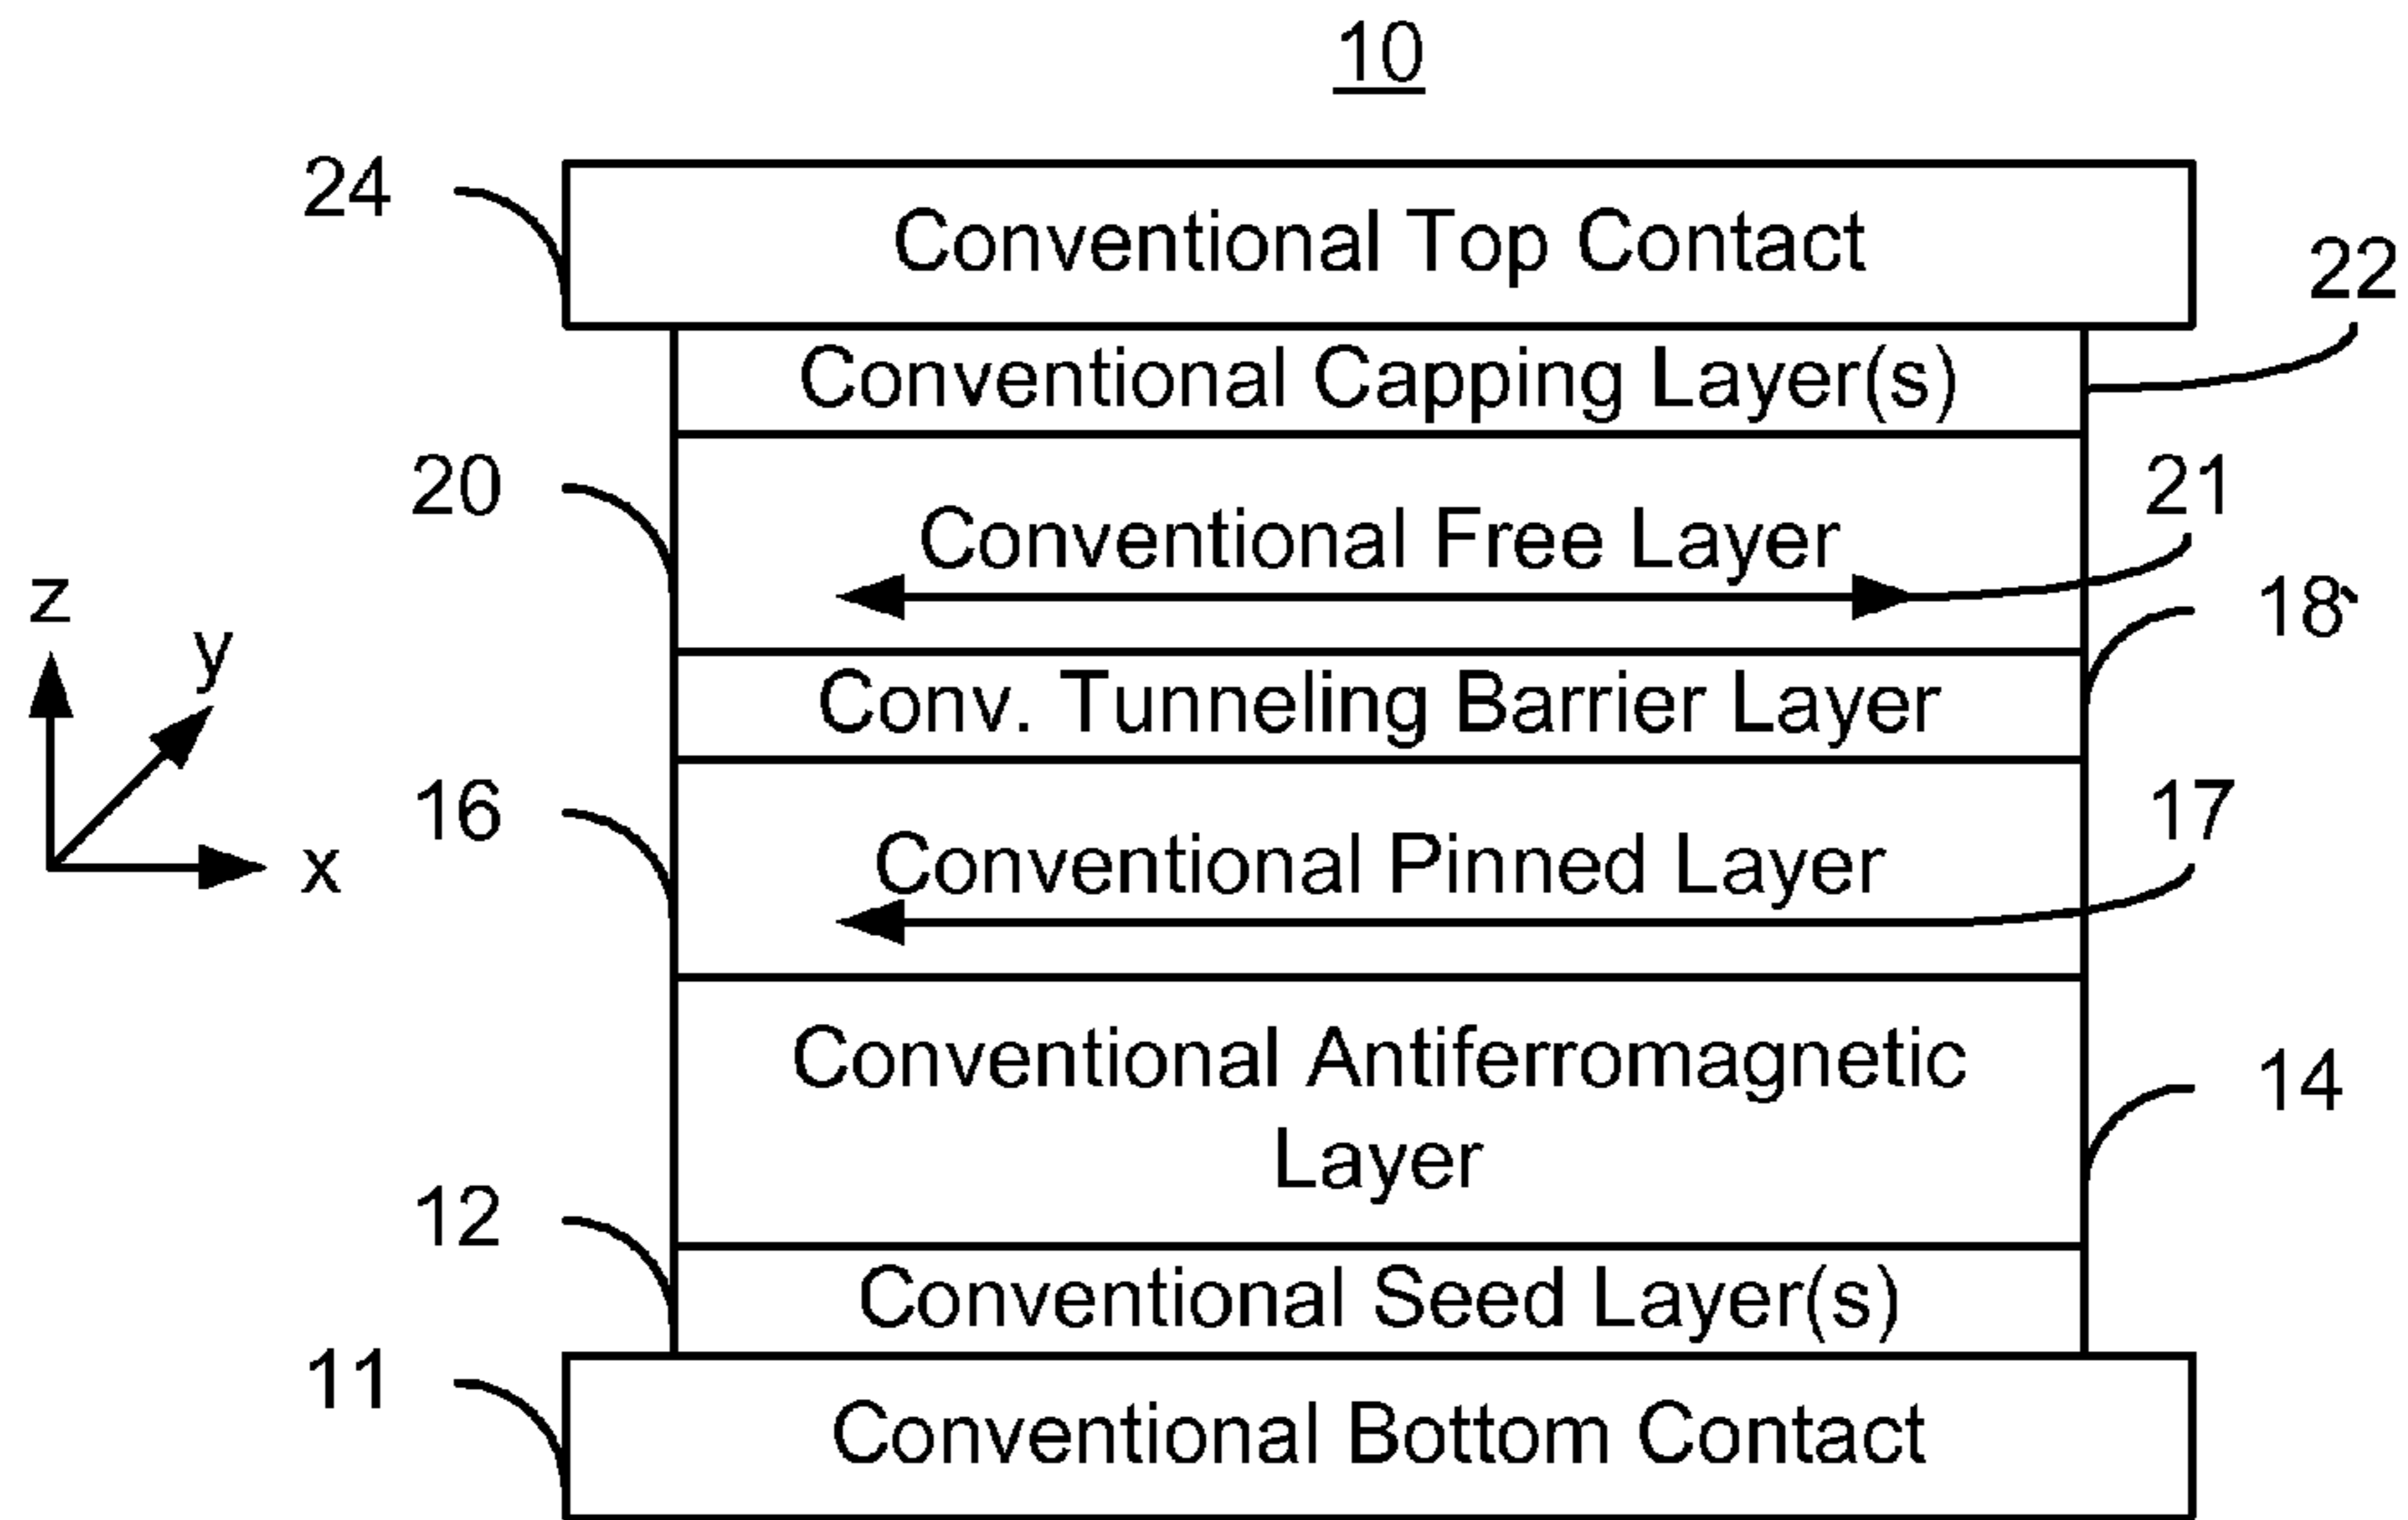 10
24
Conventional Top Contact
22
Conventional Capping Layer(s)
20
21
Conventional Free Layer
z
y
x
18`
Conv. Tunneling Barrier Layer
16
17
Conventional Pinned Layer
Conventional Antiferromagnetic
Layer
14
12
Conventional Seed Layer(s)
11
Conventional Bottom Contact